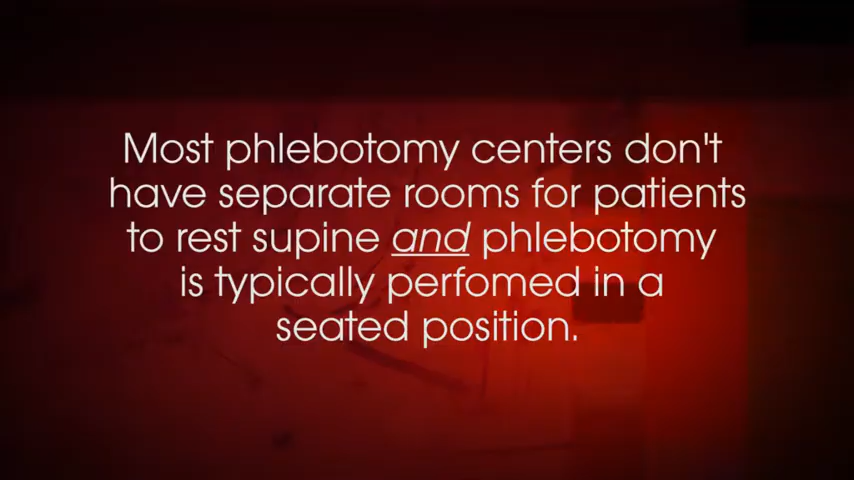 Most phlebotomy centers don't
have separate rooms for patients
to rest supine and phlebotomy
is typically perfomed in a
seated position.